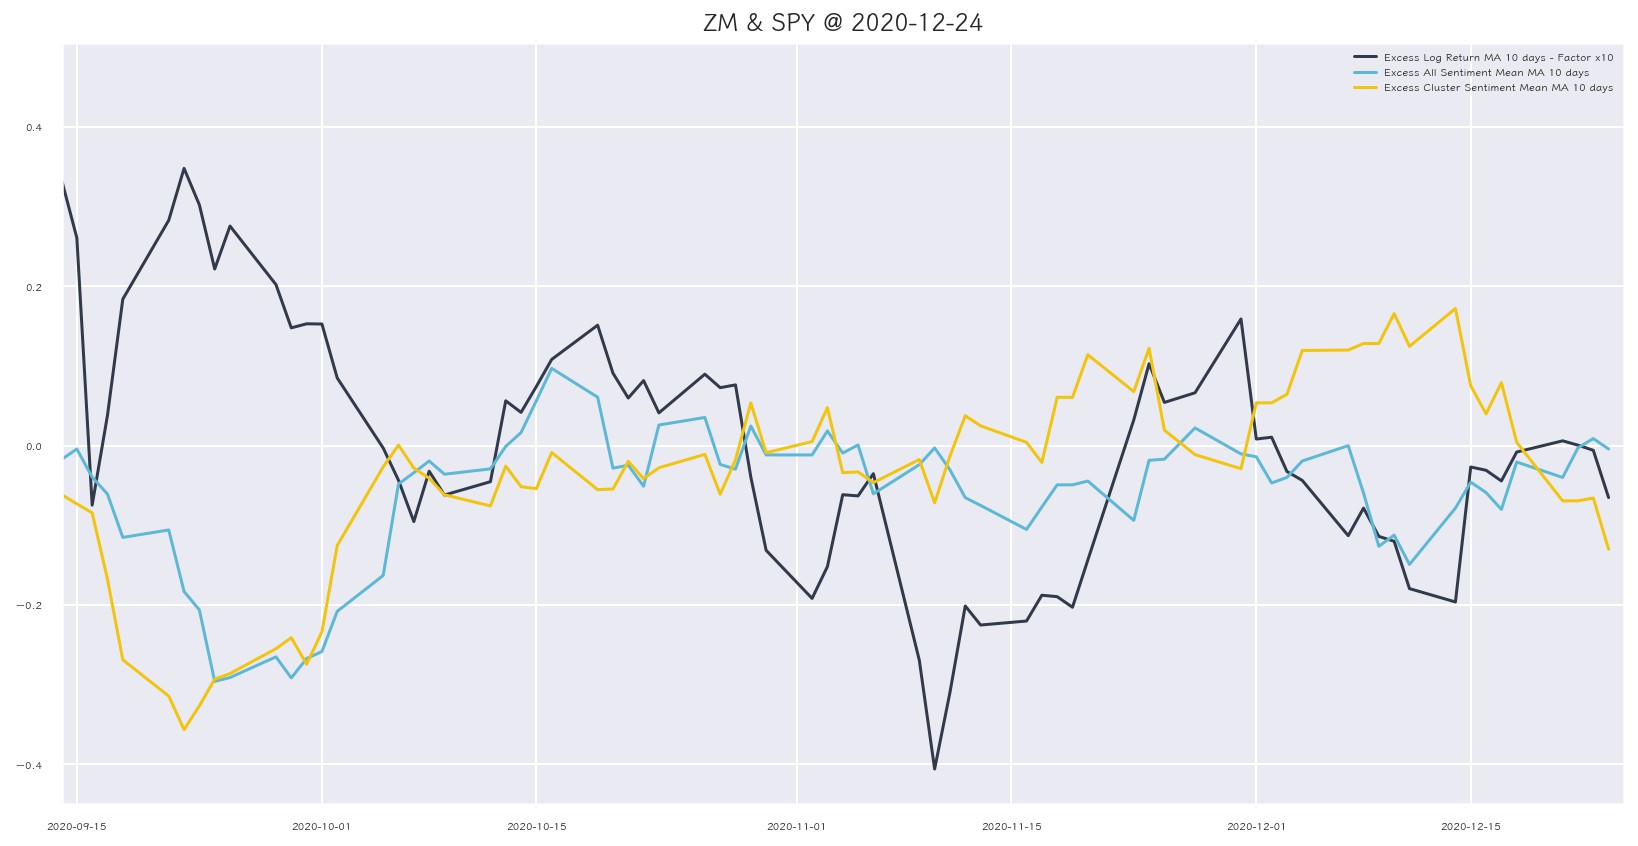 ZM & SPY @ 2020-12-24
Excess Log Return MA 10 days - Factor x10
Excess All Sentiment Mean MA 10 days
Excess Cluster Sentiment Mean MA 10 days
0.4
0.2
0.0
−0.2
−0.4
2020-09-15 2020-10-01 2020-10-15 2020-11-01 2020-11-15 2020-12-01 2020-12-15